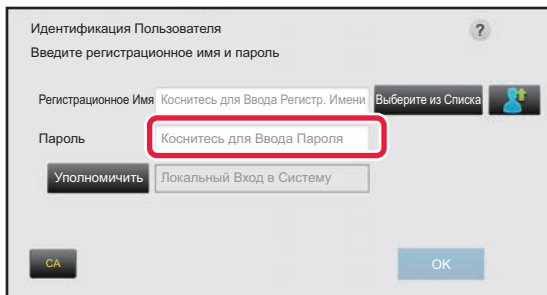 Идентификация Пользователя ?
Введите регистрационное имя и пароль
Регистрационное Имя Коснитесь для Ввода Регистр. Имени Выберите из Списка
Пароль Коснитесь для Ввода Пароля
Уполномичить Локальный Вход в Систему
CA OK